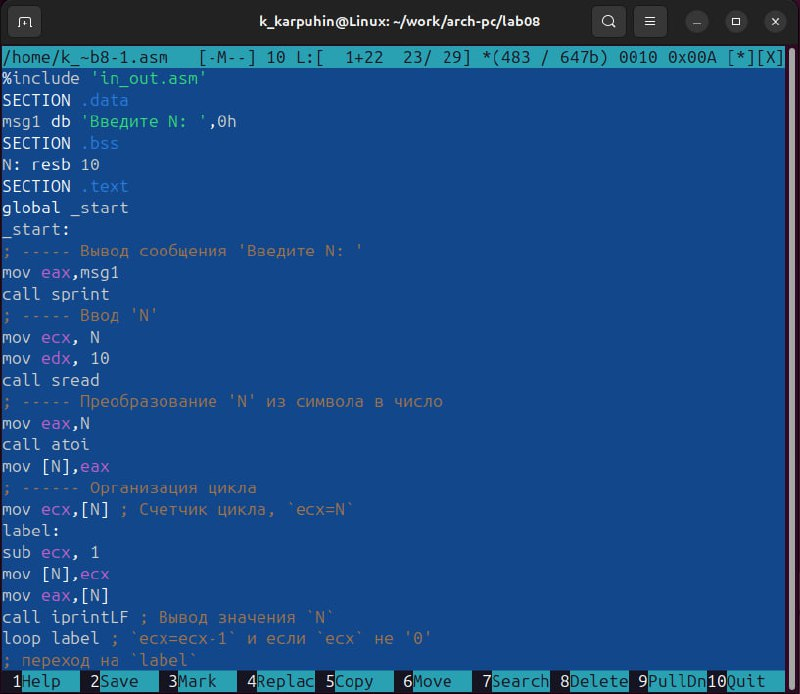 k_karpuhin@Linux: ~/work/arch-pc/lab08
/home/k_~b8-1.asm [-M--] 10 L:[ 1+22 23/ 29] *(483 / 647b) 0010 0x00A [*][X]
%include 'in_out.asm'
SECTION .data
msg1 db 'Введите N: ',0h
SECTION .bss
N: resb 10
SECTION .text
global _start
_start:
; ----- Вывод сообщения 'Введите N: '
mov eax,msg1
call sprint
; ----- Ввод 'N'
mov ecx, N
mov edx, 10
call sread
; ----- Преобразование 'N' из символа в число
mov eax,N
call atoi
mov [N],eax
; ------ Организация цикла
mov ecx,[N] ; Счетчик цикла, `ecx=N`
label:
sub ecx, 1
mov [N],ecx
mov eax,[N]
call iprintLF ; Вывод значения `N`
loop label ; `ecx=ecx-1` и если `ecx` не '0'
; переход на `label`
1Help 2Save 3Mark 4Replac 5Copy 6Move 7Search 8Delete 9PullDn 10Quit